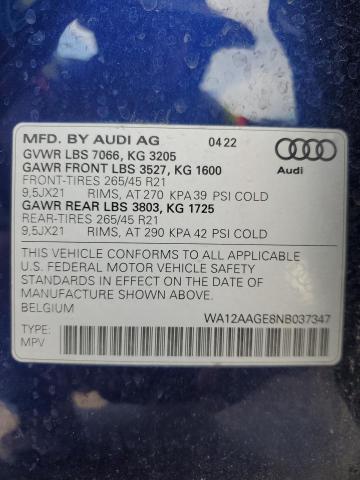 MFD. BY AUDI AG 04 22
GVWR LBS 7066, KG 3205
GAWR FRONT LBS 3527, KG 1600
FRONT-TIRES 265/45 R21
9,5JX21 RIMS, AT 270 KPA 39 PSI COLD
GAWR REAR LBS 3803, KG 1725
REAR-TIRES 265/45 R21
9,5JX21 RIMS, AT 290 KPA 42 PSI COLD
Audi
THIS VEHICLE CONFORMS TO ALL APPLICABLE
U.S. FEDERAL MOTOR VEHICLE SAFETY
STANDARDS IN EFFECT ON THE DATE OF
MANUFACTURE SHOWN ABOVE.
BELGIUM
WA12AAGE8NB037347
TYPE:
MPV